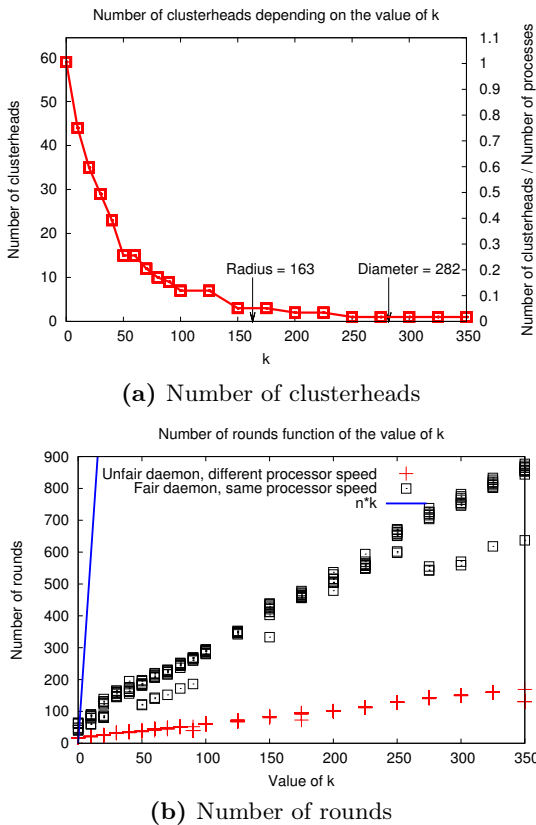 Number of clusterheads depending on the value of k
Number of clusterheads
60
50
40
30
20
10
0
1.1
1
0.9
0.8
0.7
0.6
0.5
0.4
0.3
0.2
0.1
0
Number of clusterheads / Number of processes
Radius = 163
Diameter = 282
0 50 100 150 200 250 300 350
k
(a) Number of clusterheads
Number of rounds function of the value of k
Number of rounds
900
800
700
600
500
400
300
200
100
0
Unfair daemon, different processor speed
Fair daemon, same processor speed
n*k
0 50 100 150 200 250 300 350
Value of k
(b) Number of rounds